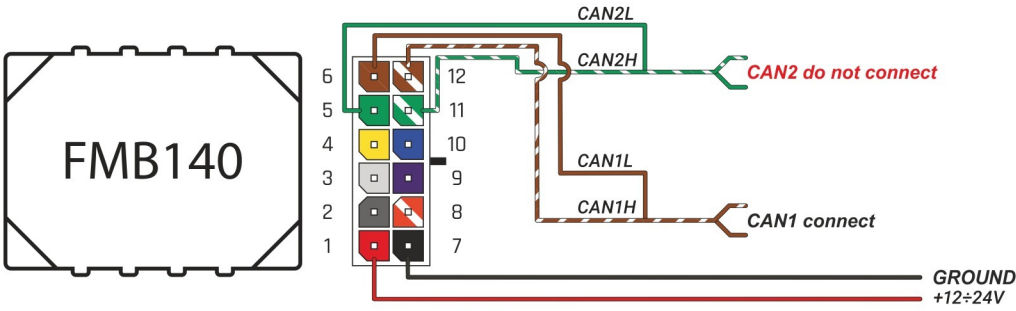 FMB140
CAN2L
CAN2H
CAN2 do not connect
6
12
5
11
4
10
3
9
2
8
1
7
CAN1L
CAN1H
CAN1 connect
GROUND
+12÷24V